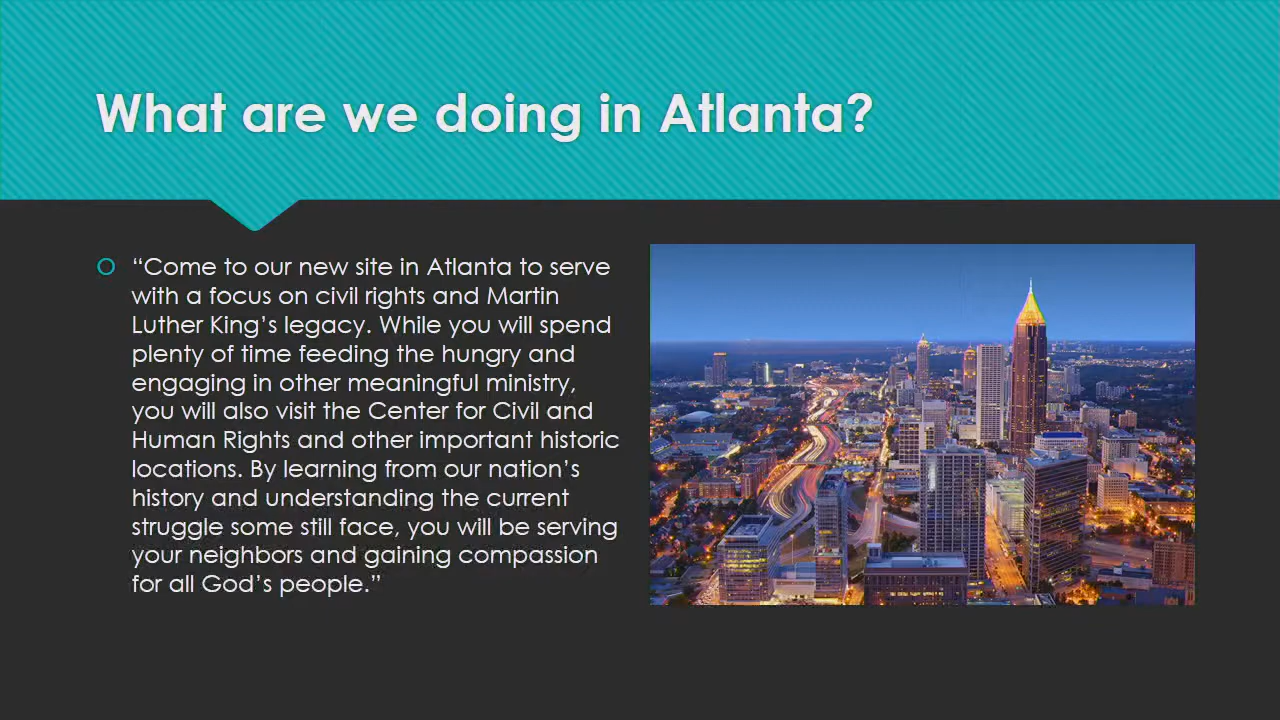 What are we doing in Atlanta?
“Come to our new site in Atlanta to serve
with a focus on civil rights and Martin
Luther King’s legacy. While you will spend
plenty of time feeding the hungry and
engaging in other meaningful ministry,
you will also visit the Center for Civil and
Human Rights and other important historic
locations. By learning from our nation’s
history and understanding the current
struggle some still face, you will be serving
your neighbors and gaining compassion
for all God’s people.”